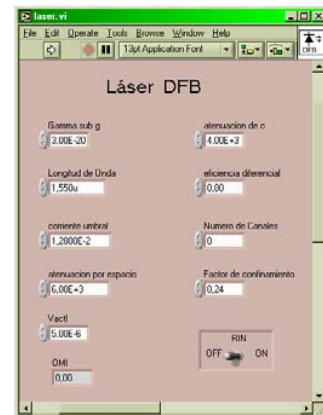 laser.vi
File Edit Operate Tools Browse Window Help
13pt Application Font
DFB
Láser DFB
Gamma sub g
3,00E-20
atenuacion de c
4,00E+3
Longitud de Onda
1,550u
eficiencia diferencial
0,80
corriente umbral
1,2800E-2
Numero de Canales
0
atenuacion por espacio
6,00E+3
Factor de confinamiento
0,24
Vactl
5,00E-6
RIN
OFF ON
OMI
0,00